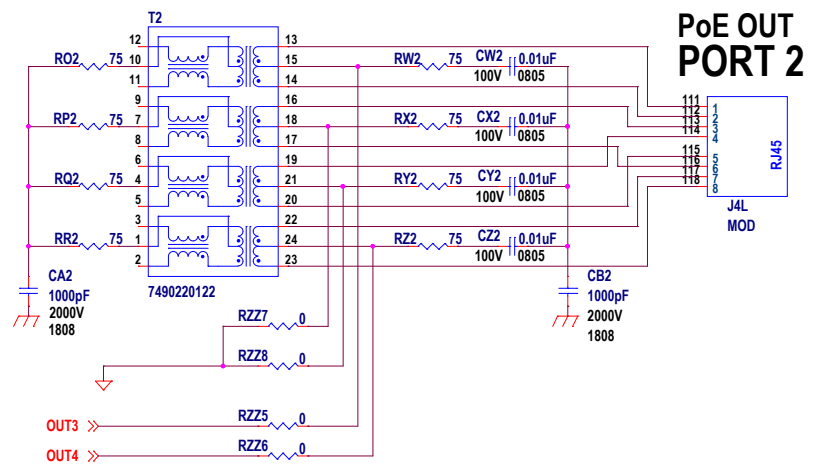 T2
PoE OUT
PORT 2
12 13
RO2 75 10 15 RW2 75 CW2 0.01uF
100V 0805
11 14
9 16
RP2 75 7 18 RX2 75 CX2 0.01uF
100V 0805
8 17
6 19
RQ2 75 4 21 RY2 75 CY2 0.01uF
100V 0805
5 20
3 22
RR2 75 1 24 RZ2 75 CZ2 0.01uF
100V 0805
2 23
111 1
112 2
113 3
114 4
115 5
116 6
117 7
118 8
RJ45
J4L
MOD
CA2
1000pF
2000V
1808
7490220122
CB2
1000pF
2000V
1808
RZZ7 0
RZZ8 0
OUT3 RZZ5 0
OUT4 RZZ6 0